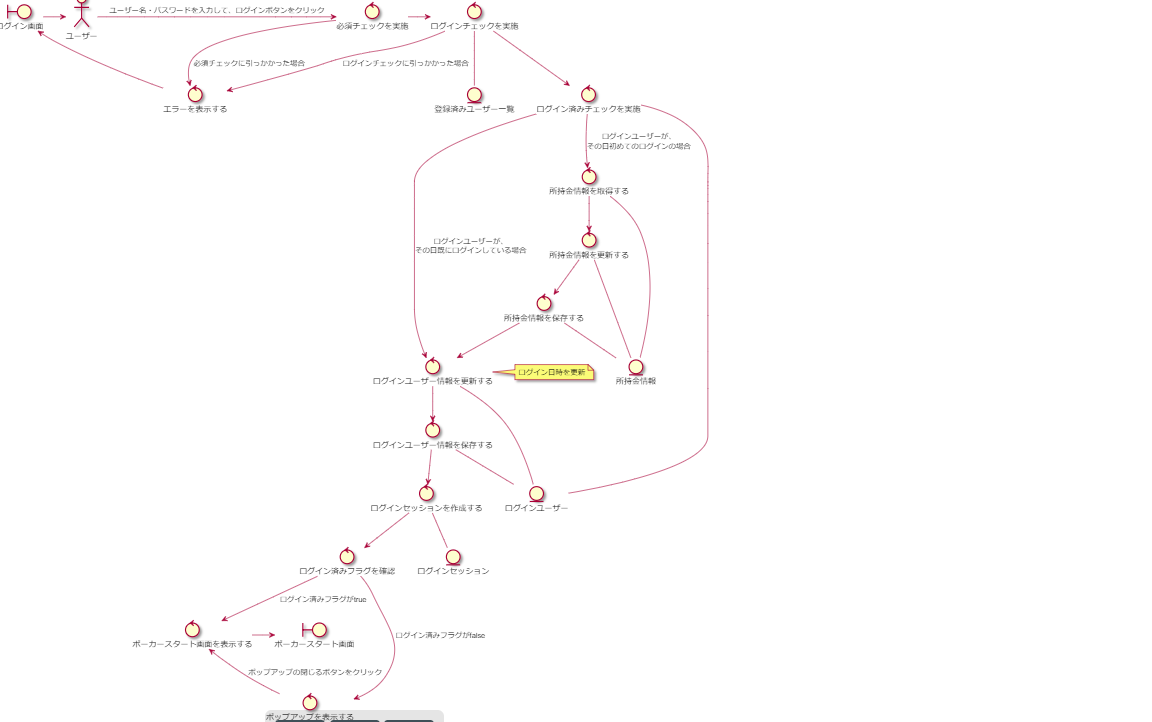 ログイン画面
ユーザー
ユーザー名・パスワードを入力して、ログインボタンをクリック
必須チェックを実施
ログインチェックを実施
必須チェックに引っかかった場合
ログインチェックに引っかかった場合
エラーを表示する
登録済みユーザー一覧
ログイン済みチェックを実施
ログインユーザーが、
その日初めてのログインの場合
所持金情報を取得する
ログインユーザーが、
その日既にログインしている場合
所持金情報を更新する
所持金情報を保存する
ログインユーザー情報を更新する
ログイン日時を更新
所持金情報
ログインユーザー情報を保存する
ログインセッションを作成する
ログインユーザー
ログイン済みフラグを確認
ログインセッション
ログイン済みフラグがtrue
ログイン済みフラグがfalse
ポーカースタート画面を表示する
ポーカースタート画面
ポップアップの閉じるボタンをクリック
ポップアップを表示する